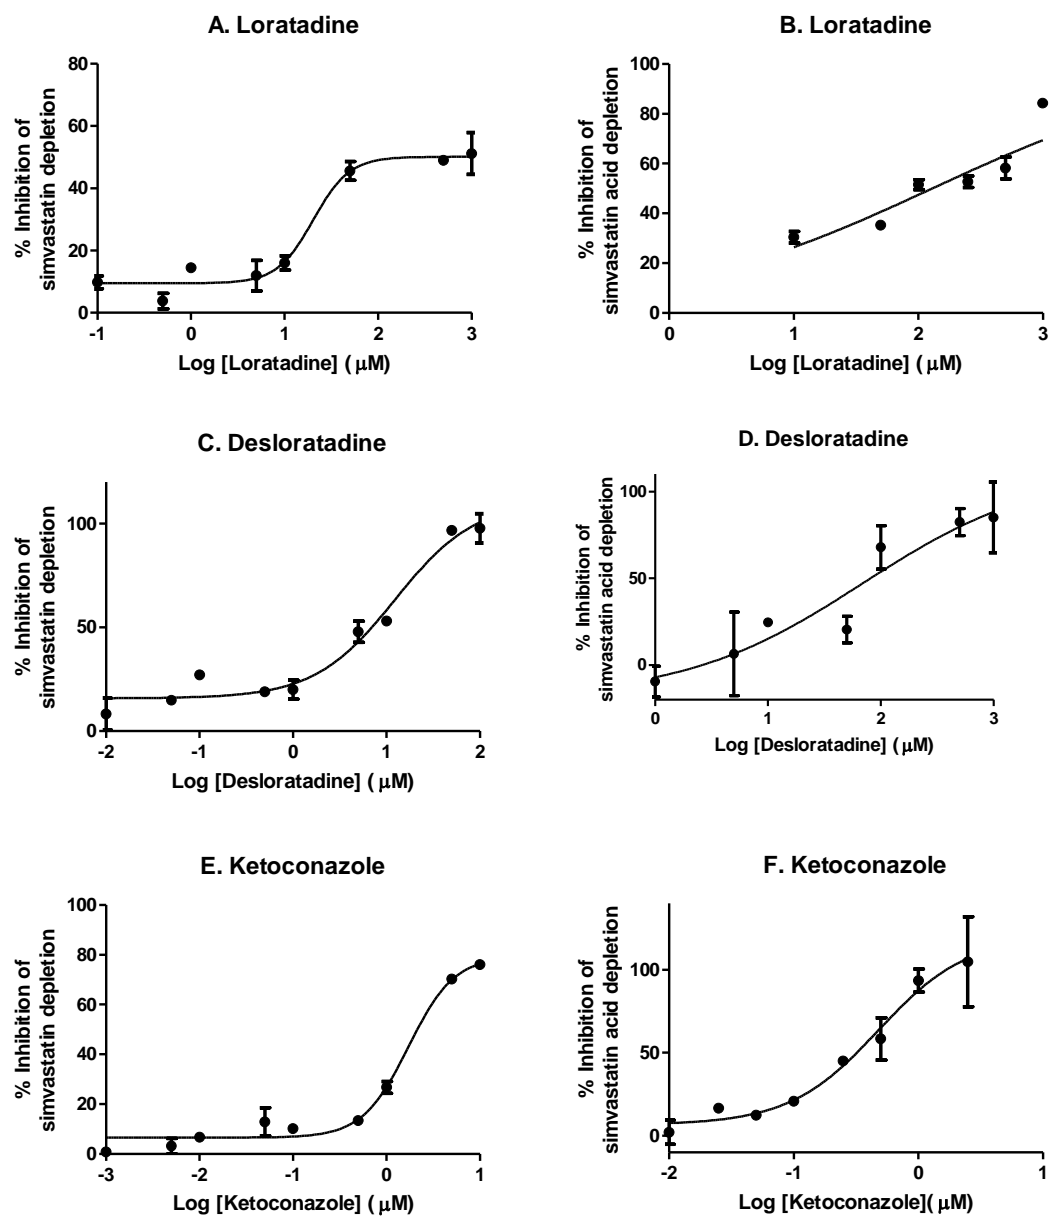 A. Loratadine
% Inhibition of
simvastatin depletion
80
60
40
20
0
-1
0
1
2
3
Log [Loratadine] ( μM)
B. Loratadine
% Inhibition of
simvastatin acid depletion
100
80
60
40
20
0
0
1
2
3
Log [Loratadine] ( μM)
C. Desloratadine
% Inhibition of
simvastatin depletion
100
50
0
-2
-1
0
1
2
Log [Desloratadine] ( μM)
D. Desloratadine
% Inhibition of
simvastatin acid depletion
100
50
0
0
1
2
3
Log [Desloratadine] ( μM)
E. Ketoconazole
% Inhibition of
simvastatin depletion
100
80
60
40
20
0
-3
-2
-1
0
1
Log [Ketoconazole] ( μM)
F. Ketoconazole
% Inhibition of
simvastatin acid depletion
100
50
0
-2
-1
0
1
Log [Ketoconazole]( μM)